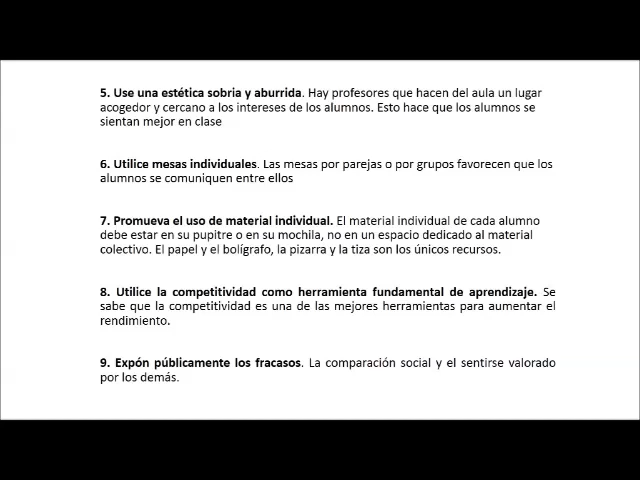 5. Use una estética sobria y aburrida. Hay profesores que hacen del aula un lugar
acogedor y cercano a los intereses de los alumnos. Esto hace que los alumnos se
sientan mejor en clase
6. Utilice mesas individuales. Las mesas por parejas o por grupos favorecen que los
alumnos se comuniquen entre ellos
7. Promueva el uso de material individual. El material individual de cada alumno
debe estar en su pupitre o en su mochila, no en un espacio dedicado al material
colectivo. El papel y el bolígrafo, la pizarra y la tiza son los únicos recursos.
8. Utilice la competitividad como herramienta fundamental de aprendizaje. Se
sabe que la competitividad es una de las mejores herramientas para aumentar el
rendimiento.
9. Expón públicamente los fracasos. La comparación social y el sentirse valorado
por los demás.